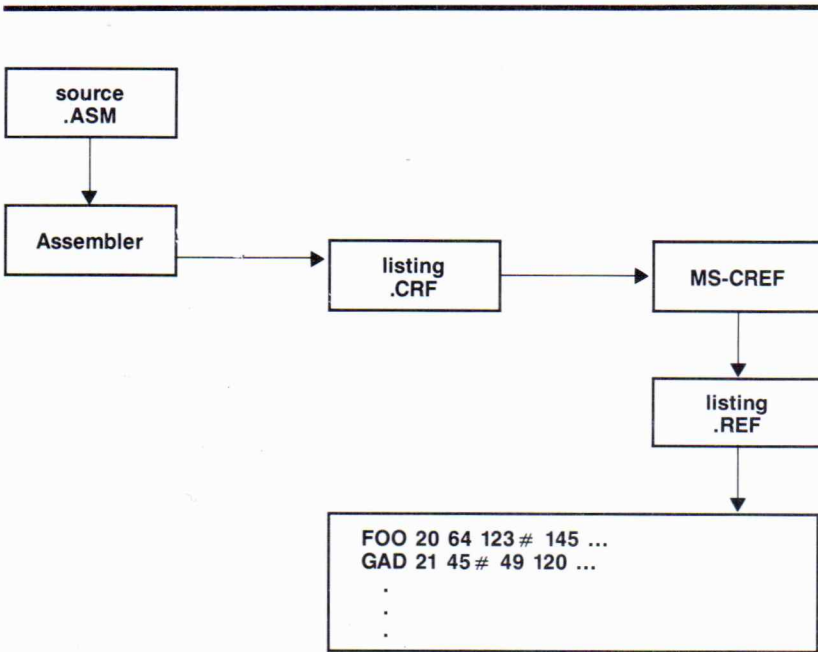 source
.ASM
Assembler
listing
.CRF
MS-CREF
listing
.REF
FOO 20 64 123# 145 ...
GAD 21 45# 49 120 ...
.
.
.